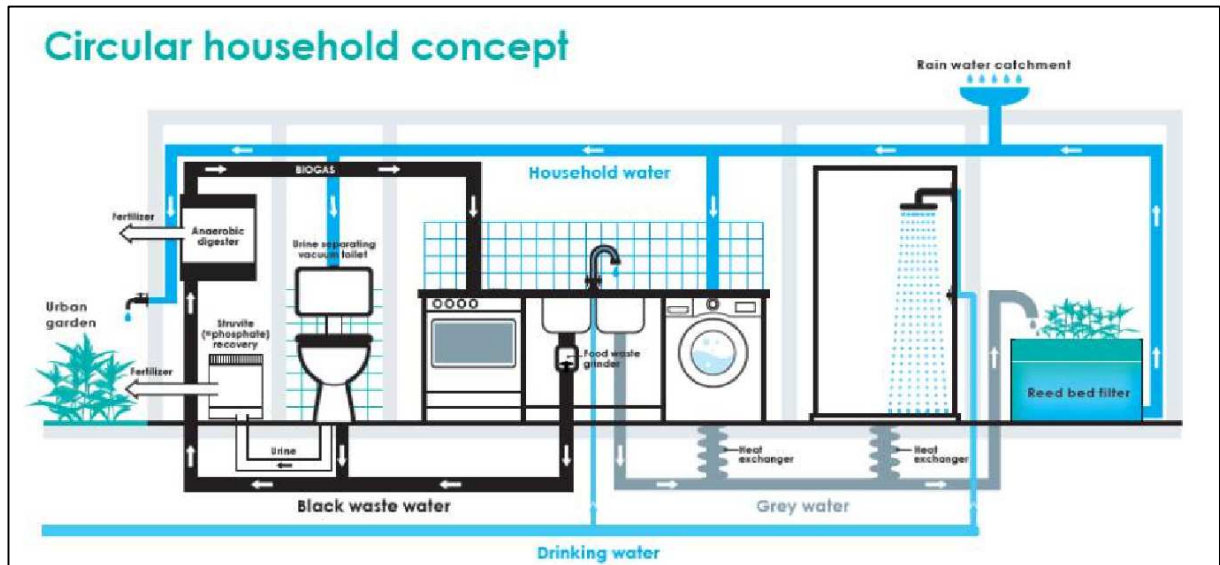 Circular household concept
Rain water catchment
BIOGAS
Household water
Fertilizer
Anaerobic
digester
Urine separating
vacuum toilet
Urban
garden
Struvite
(=phosphate)
recovery
Fertilizer
Food waste
grinder
Reed bed filter
Urine
Heat
exchanger
Heat
exchanger
Black waste water
Grey water
Drinking water